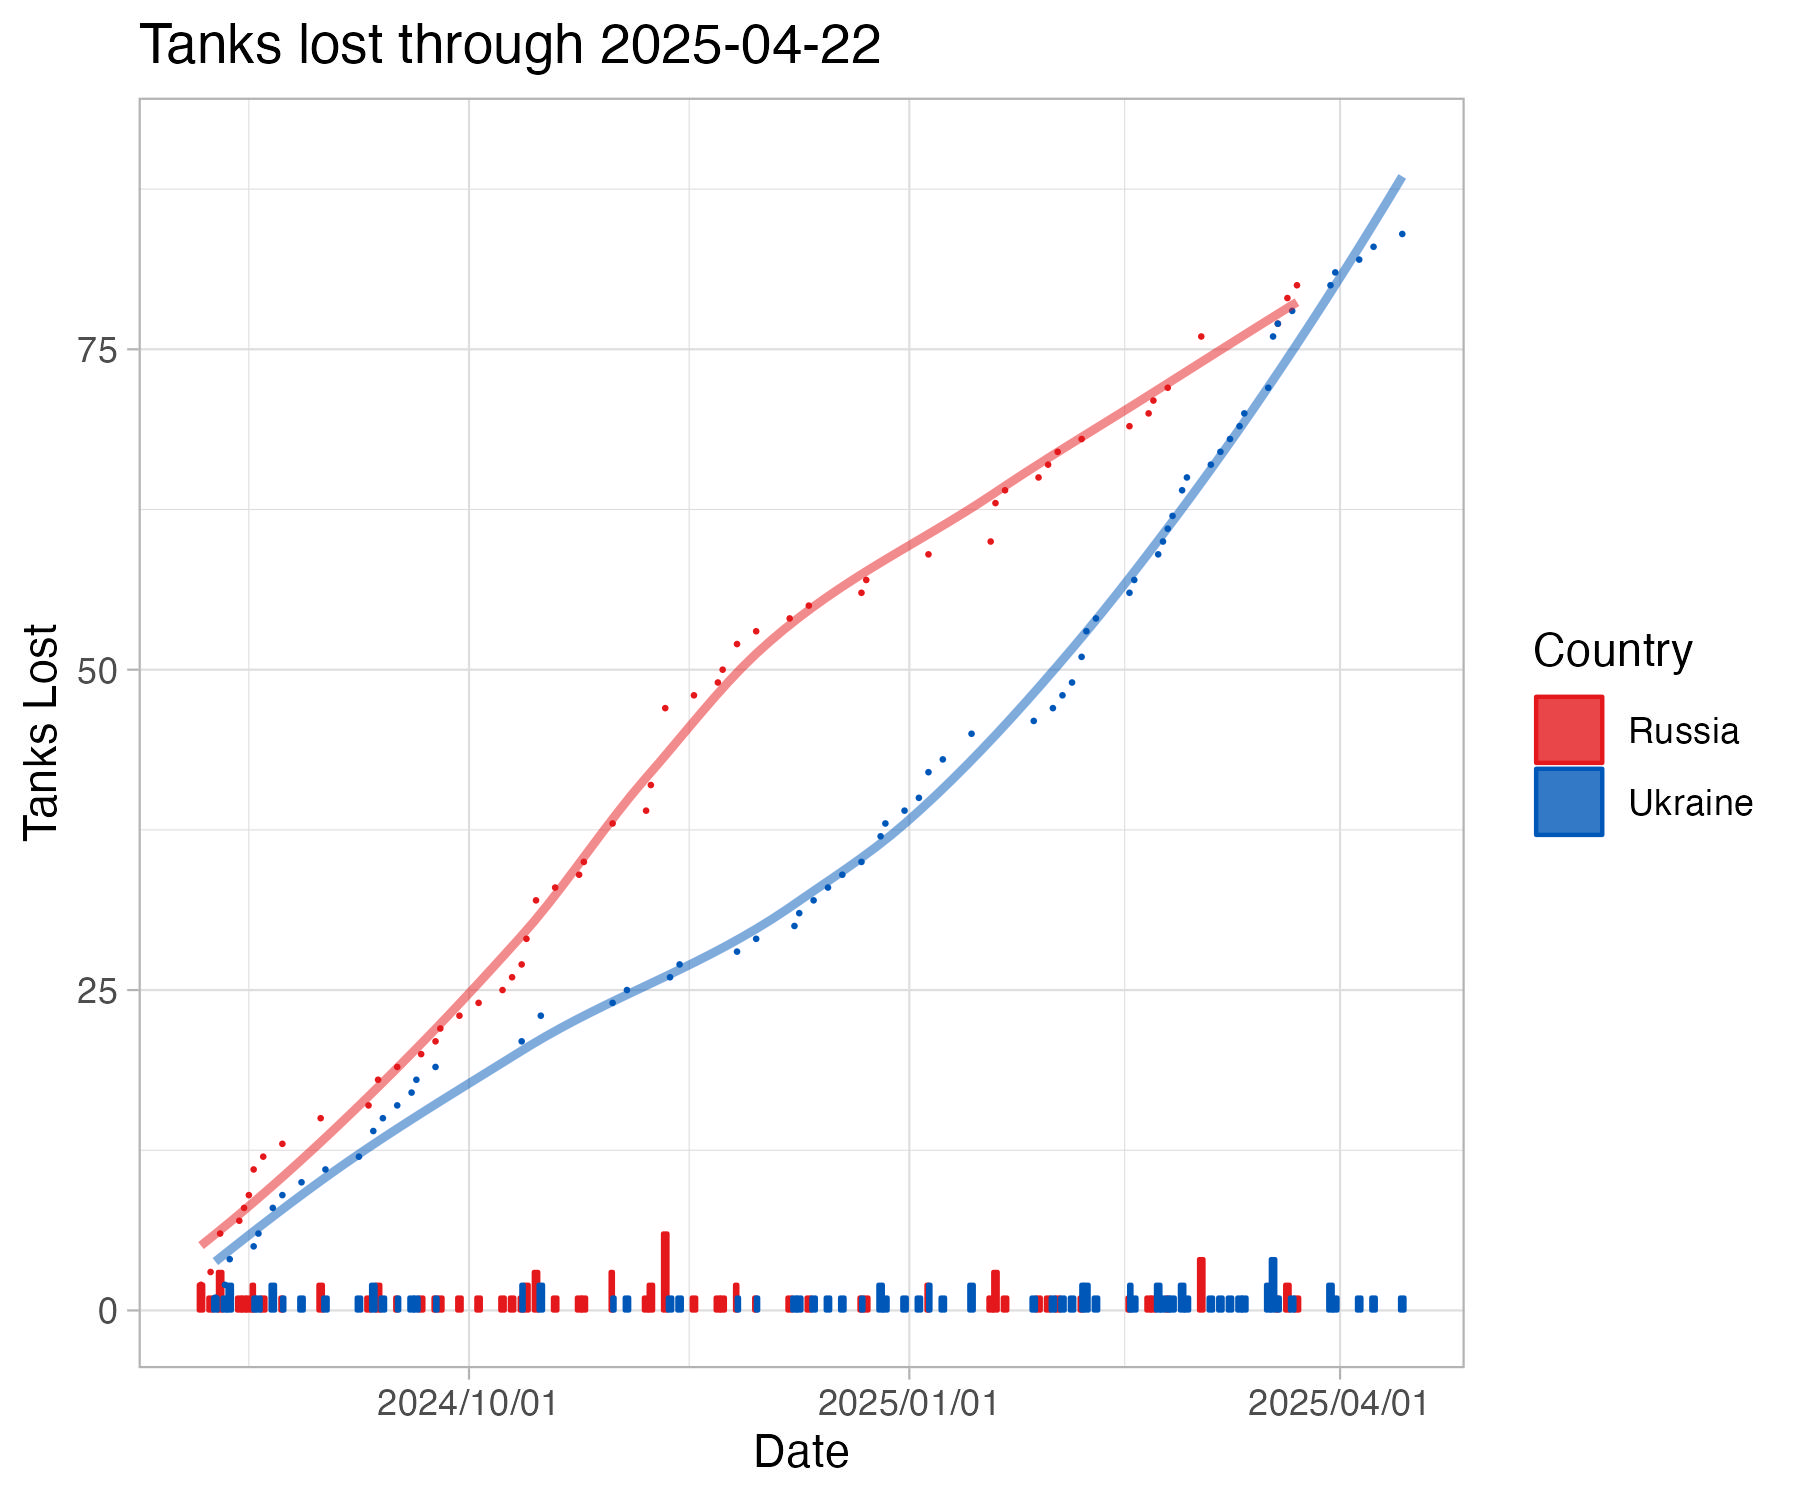 Tanks lost through 2025-04-22
Tanks Lost
75
50
25
0
2024/10/01
2025/01/01
2025/04/01
Date
Country
Russia
Ukraine